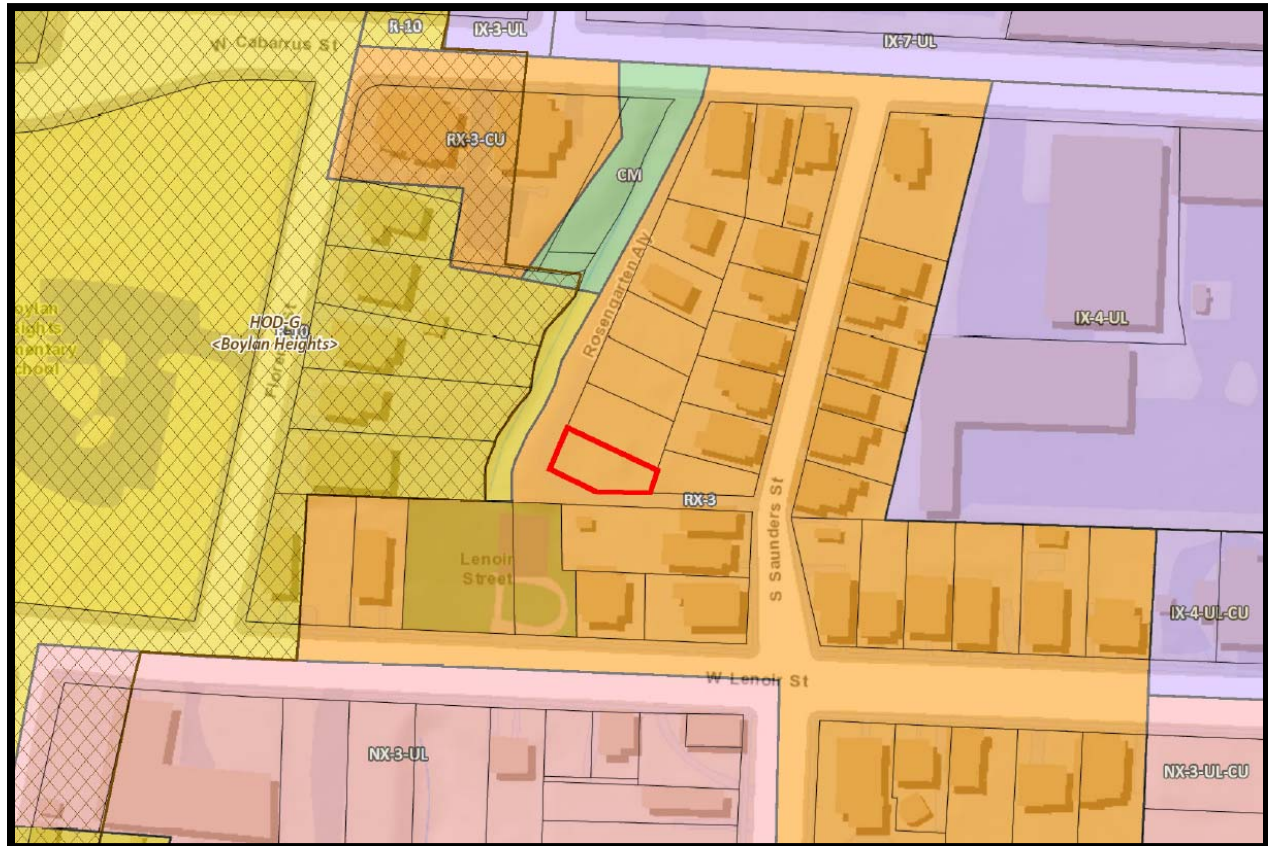 R-10
IX-3-UL
IX-7-UL
W Cabarrus St
RX-3-CU
CM
Rosengarten Aly
IX-4-UL
HOD-G
<Boylan Heights>
RX-3
S Saunders St
Lenoir
Street
IX-4-UL-CU
W Lenoir St
NX-3-UL
NX-3-UL-CU